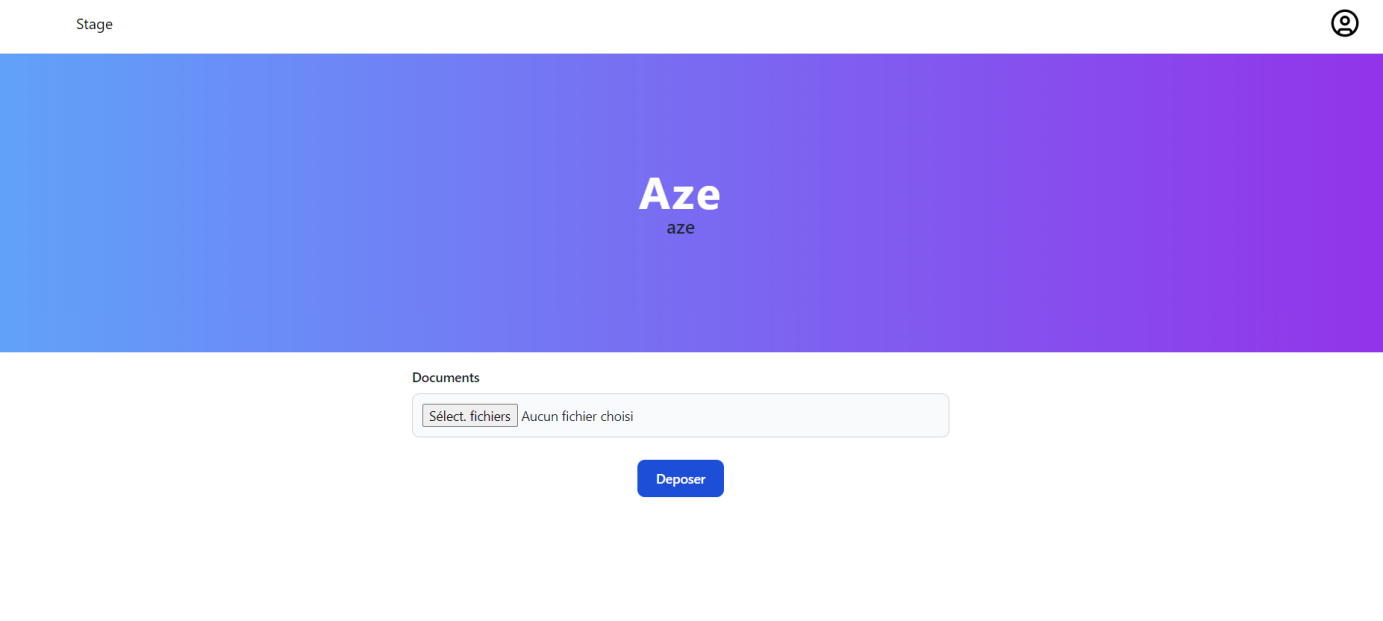 Stage
Aze
aze
Documents
Sélect. fichiers Aucun fichier choisi
Deposer